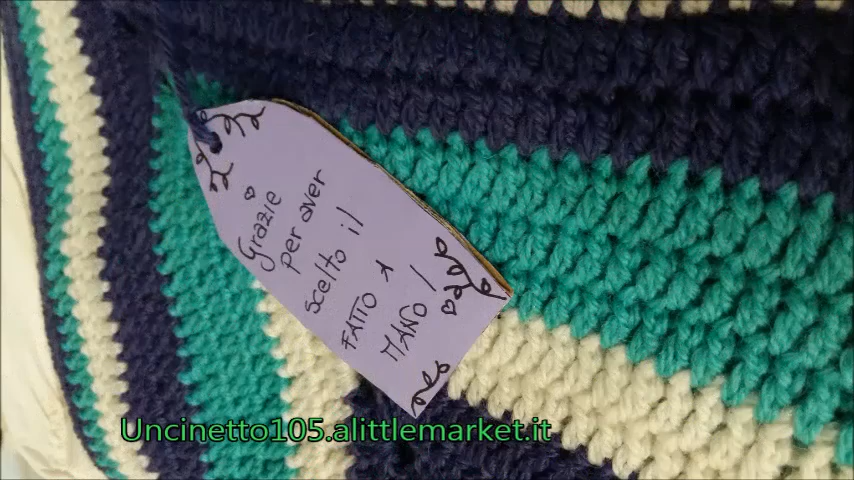 Grazie
per aver
scelto il
FATTO A
MANO!
Uncinetto105.alittlemarket.it